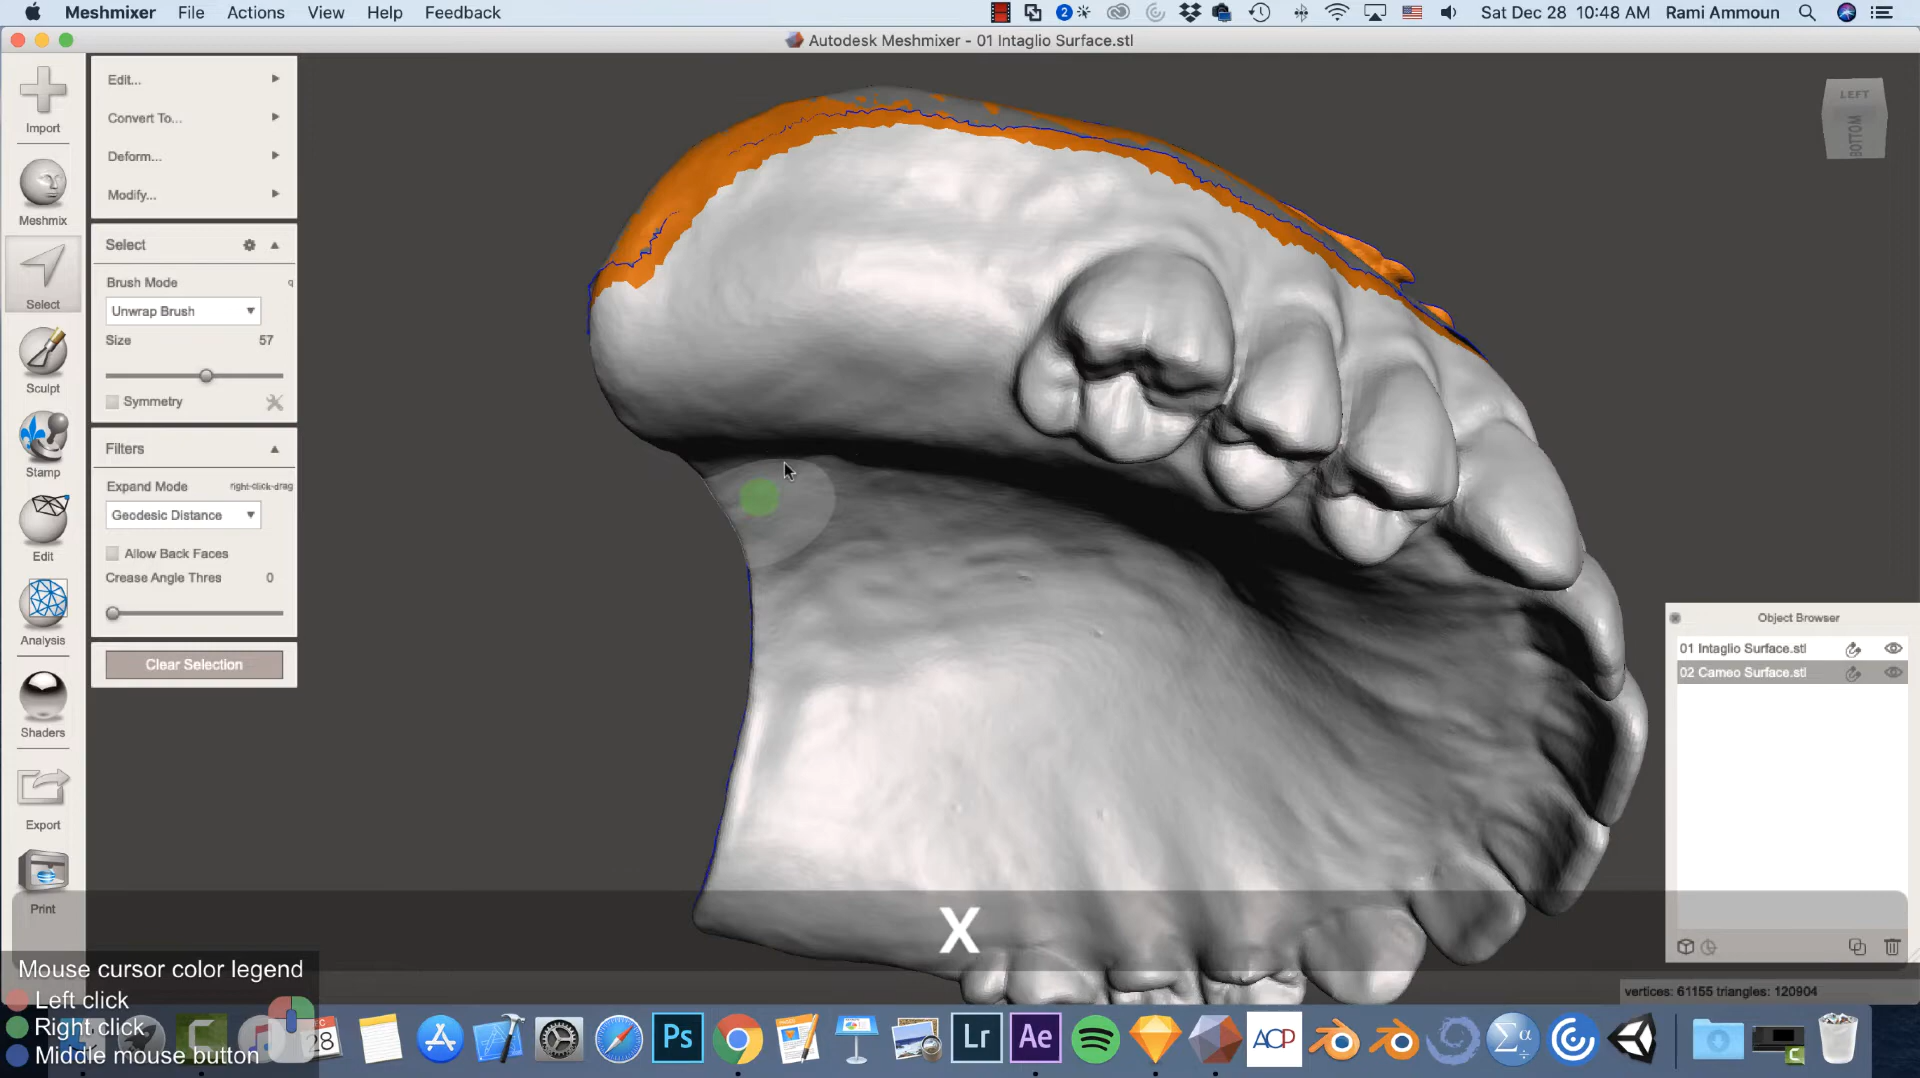 Meshmixer File Actions View Help Feedback
2
Sat Dec 28 10:48 AM Rami Ammoun
Autodesk Meshmixer - 01 Intaglio Surface.stl
Import
Meshmix
Select
Sculpt
Stamp
Edit
Analysis
Shaders
Export
Print
Edit...
Convert To...
Deform...
Modify...
Select
Brush Mode q
Unwrap Brush
Size 57
Symmetry
Filters
Expand Mode right-click-drag
Geodesic Distance
Allow Back Faces
Crease Angle Thres 0
Clear Selection
LEFT
BOTTOM
Object Browser
01 Intaglio Surface.stl
02 Cameo Surface.stl
vertices: 61155 triangles: 120904
X
Mouse cursor color legend
Left click
Right click
Middle mouse button
28
Ps
Lr
Ae
ACP
Σα